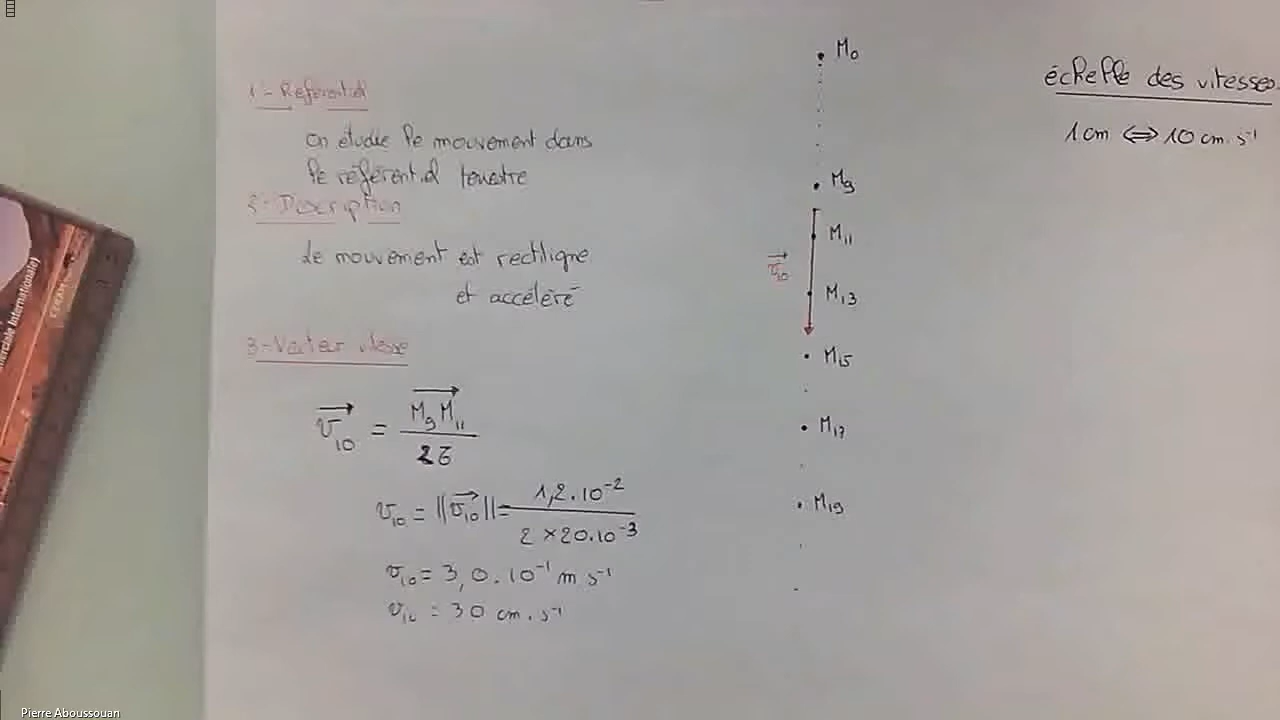 1 - Référentiel
on étudie le mouvement dans
le référentiel terrestre
2 - Description
Le mouvement est rectiligne
et accéléré
3 - Vecteur vitesse
v₁₀ = M₉M₁₁ / 2τ
v₁₀ = ||v₁₀|| = 1,2.10⁻² / 2 × 20.10⁻³
v₁₀ = 3,0.10⁻¹ m s⁻¹
v₁₀ = 30 cm.s⁻¹
M₀
M₉
M₁₁
v₁₀
M₁₃
M₁₅
M₁₇
M₁₉
échelle des vitesses
1 cm ⇔ 10 cm.s⁻¹
Internationale)
Pierre Aboussouan